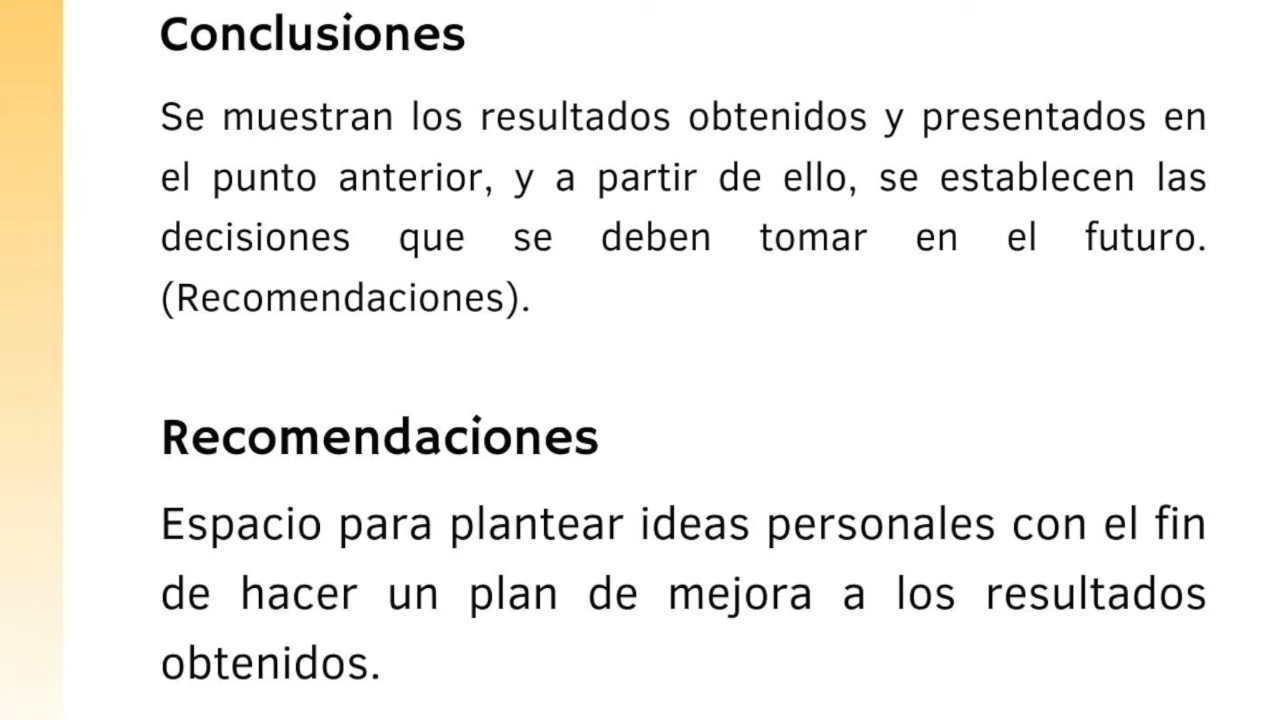 Conclusiones
Se muestran los resultados obtenidos y presentados en
el punto anterior, y a partir de ello, se establecen las
decisiones que se deben tomar en el futuro.
(Recomendaciones).
Recomendaciones
Espacio para plantear ideas personales con el fin
de hacer un plan de mejora a los resultados
obtenidos.